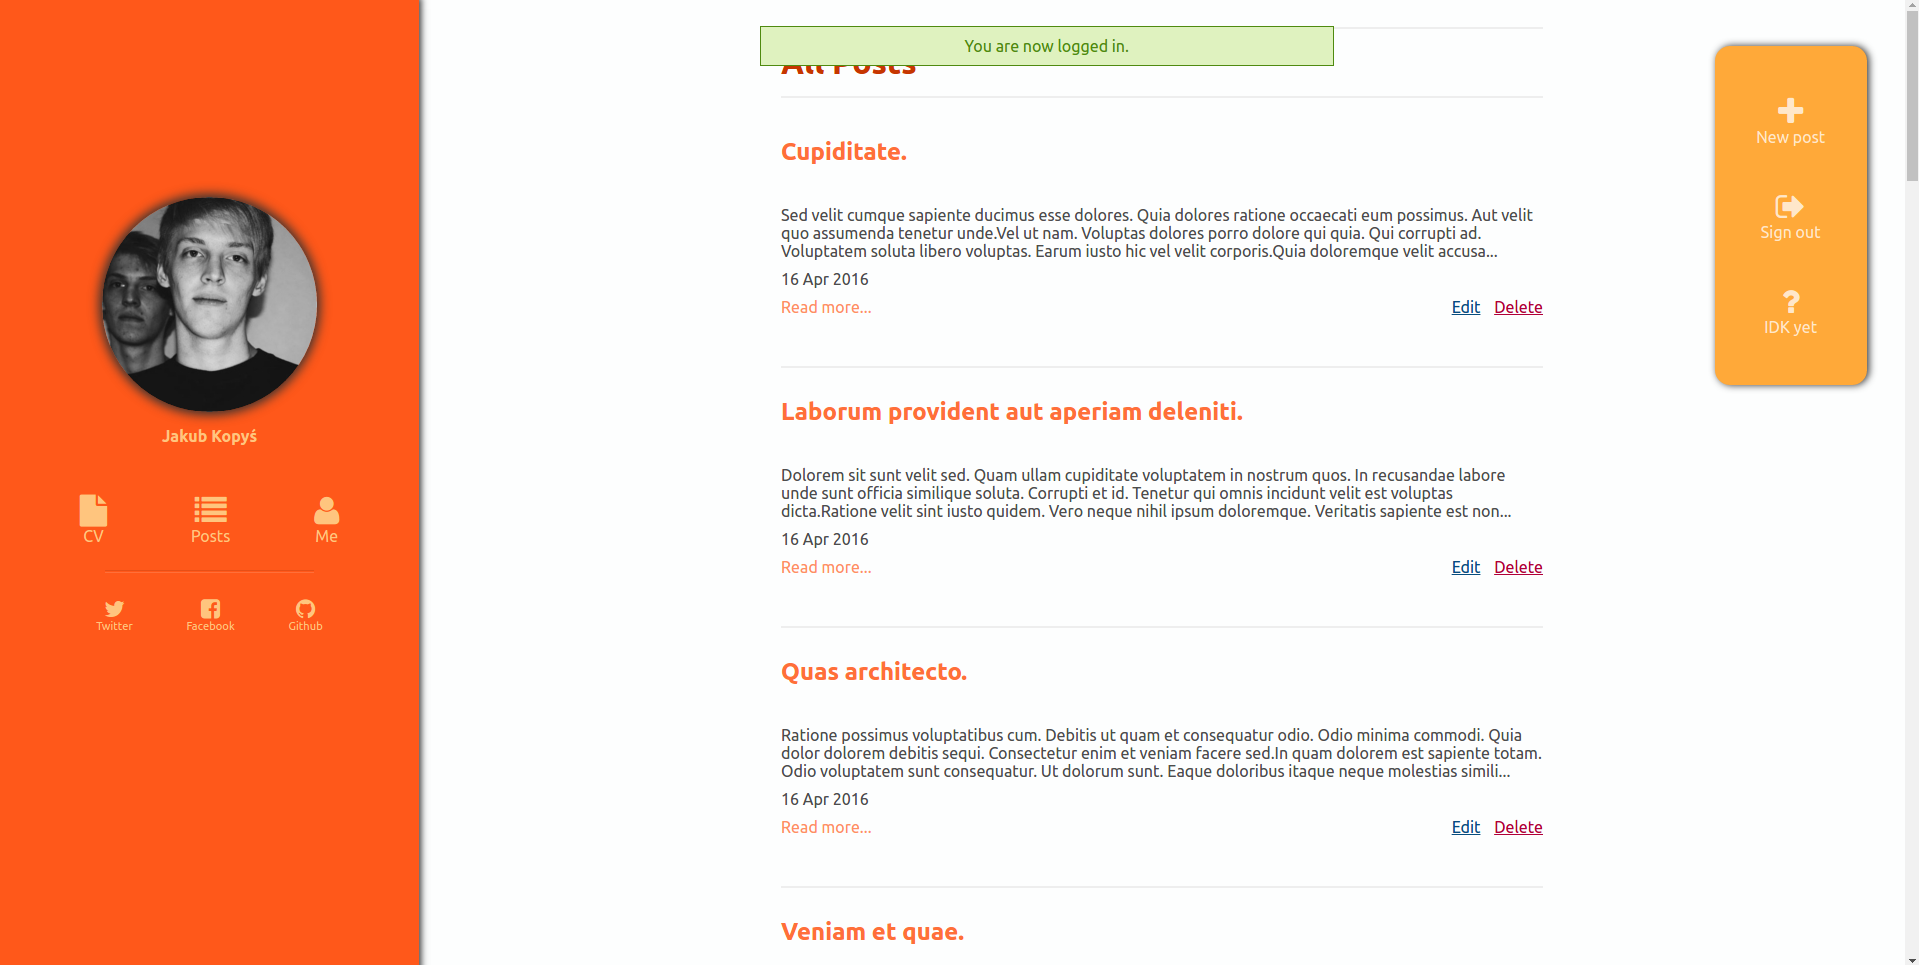 You are now logged in.
All Posts
Cupiditate.
Sed velit cumque sapiente ducimus esse dolores. Quia dolores ratione occaecati eum possimus. Aut velit
quo assumenda tenetur unde.Vel ut nam. Voluptas dolores porro dolore qui quia. Qui corrupti ad.
Voluptatem soluta libero voluptas. Earum iusto hic vel velit corporis.Quia doloremque velit accusa...
16 Apr 2016
Read more...
Edit Delete
Laborum provident aut aperiam deleniti.
Dolorem sit sunt velit sed. Quam ullam cupiditate voluptatem in nostrum quos. In recusandae labore
unde sunt officia similique soluta. Corrupti et id. Tenetur qui omnis incidunt velit est voluptas
dicta.Ratione velit sint iusto quidem. Vero neque nihil ipsum doloremque. Veritatis sapiente est non...
16 Apr 2016
Read more...
Edit Delete
Quas architecto.
Ratione possimus voluptatibus cum. Debitis ut quam et consequatur odio. Odio minima commodi. Quia
dolor dolorem debitis sequi. Consectetur enim et veniam facere sed.In quam dolorem est sapiente totam.
Odio voluptatem sunt consequatur. Ut dolorum sunt. Eaque doloribus itaque neque molestias simili...
16 Apr 2016
Read more...
Edit Delete
Veniam et quae.
Jakub Kopyś
CV Posts Me
Twitter Facebook Github
New post
Sign out
IDK yet